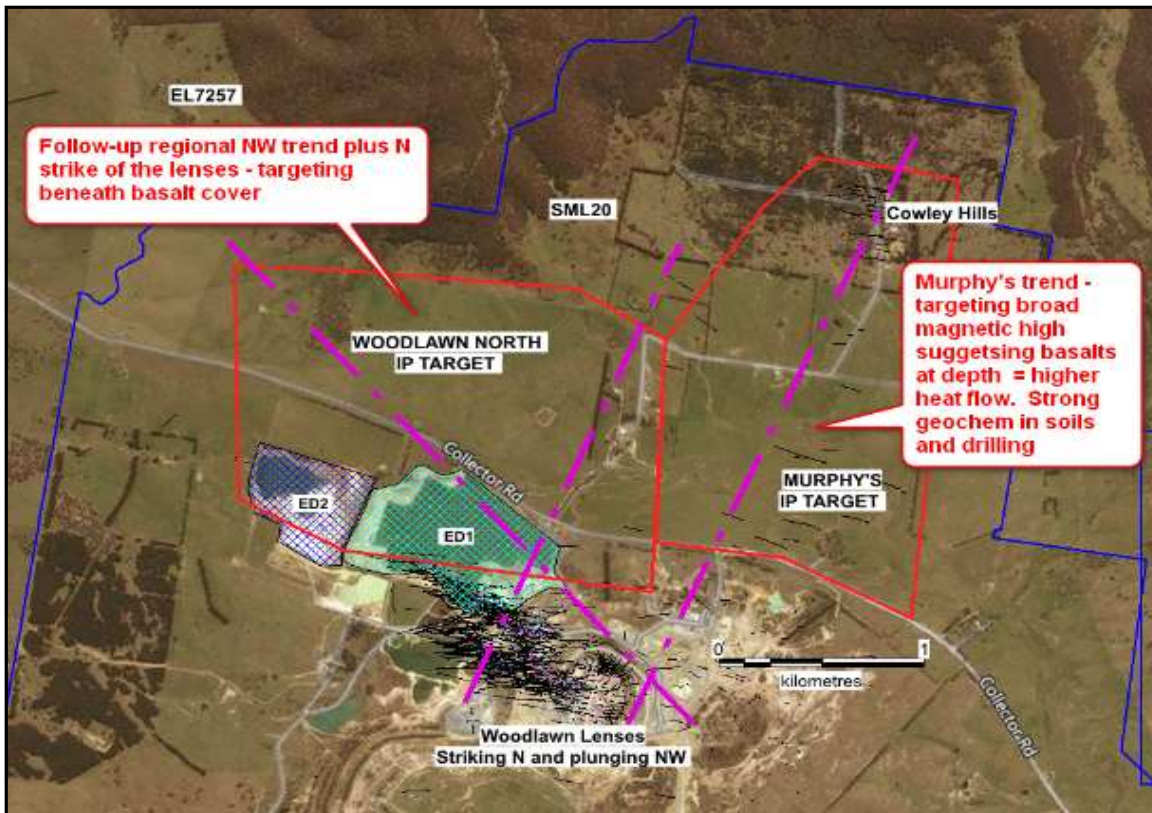 EL7257
Follow-up regional NW trend plus N
strike of the lenses - targeting
beneath basalt cover
SML20
Cowley Hills
Murphy's trend -
targeting broad
magnetic high
suggetsing basalts
at depth = higher
heat flow. Strong
geochem in soils
and drilling
WOODLAWN NORTH
IP TARGET
MURPHY'S
IP TARGET
Collector Rd
ED2
ED1
0 1
kilometres
Collector Rd
Woodlawn Lenses
Striking N and plunging NW